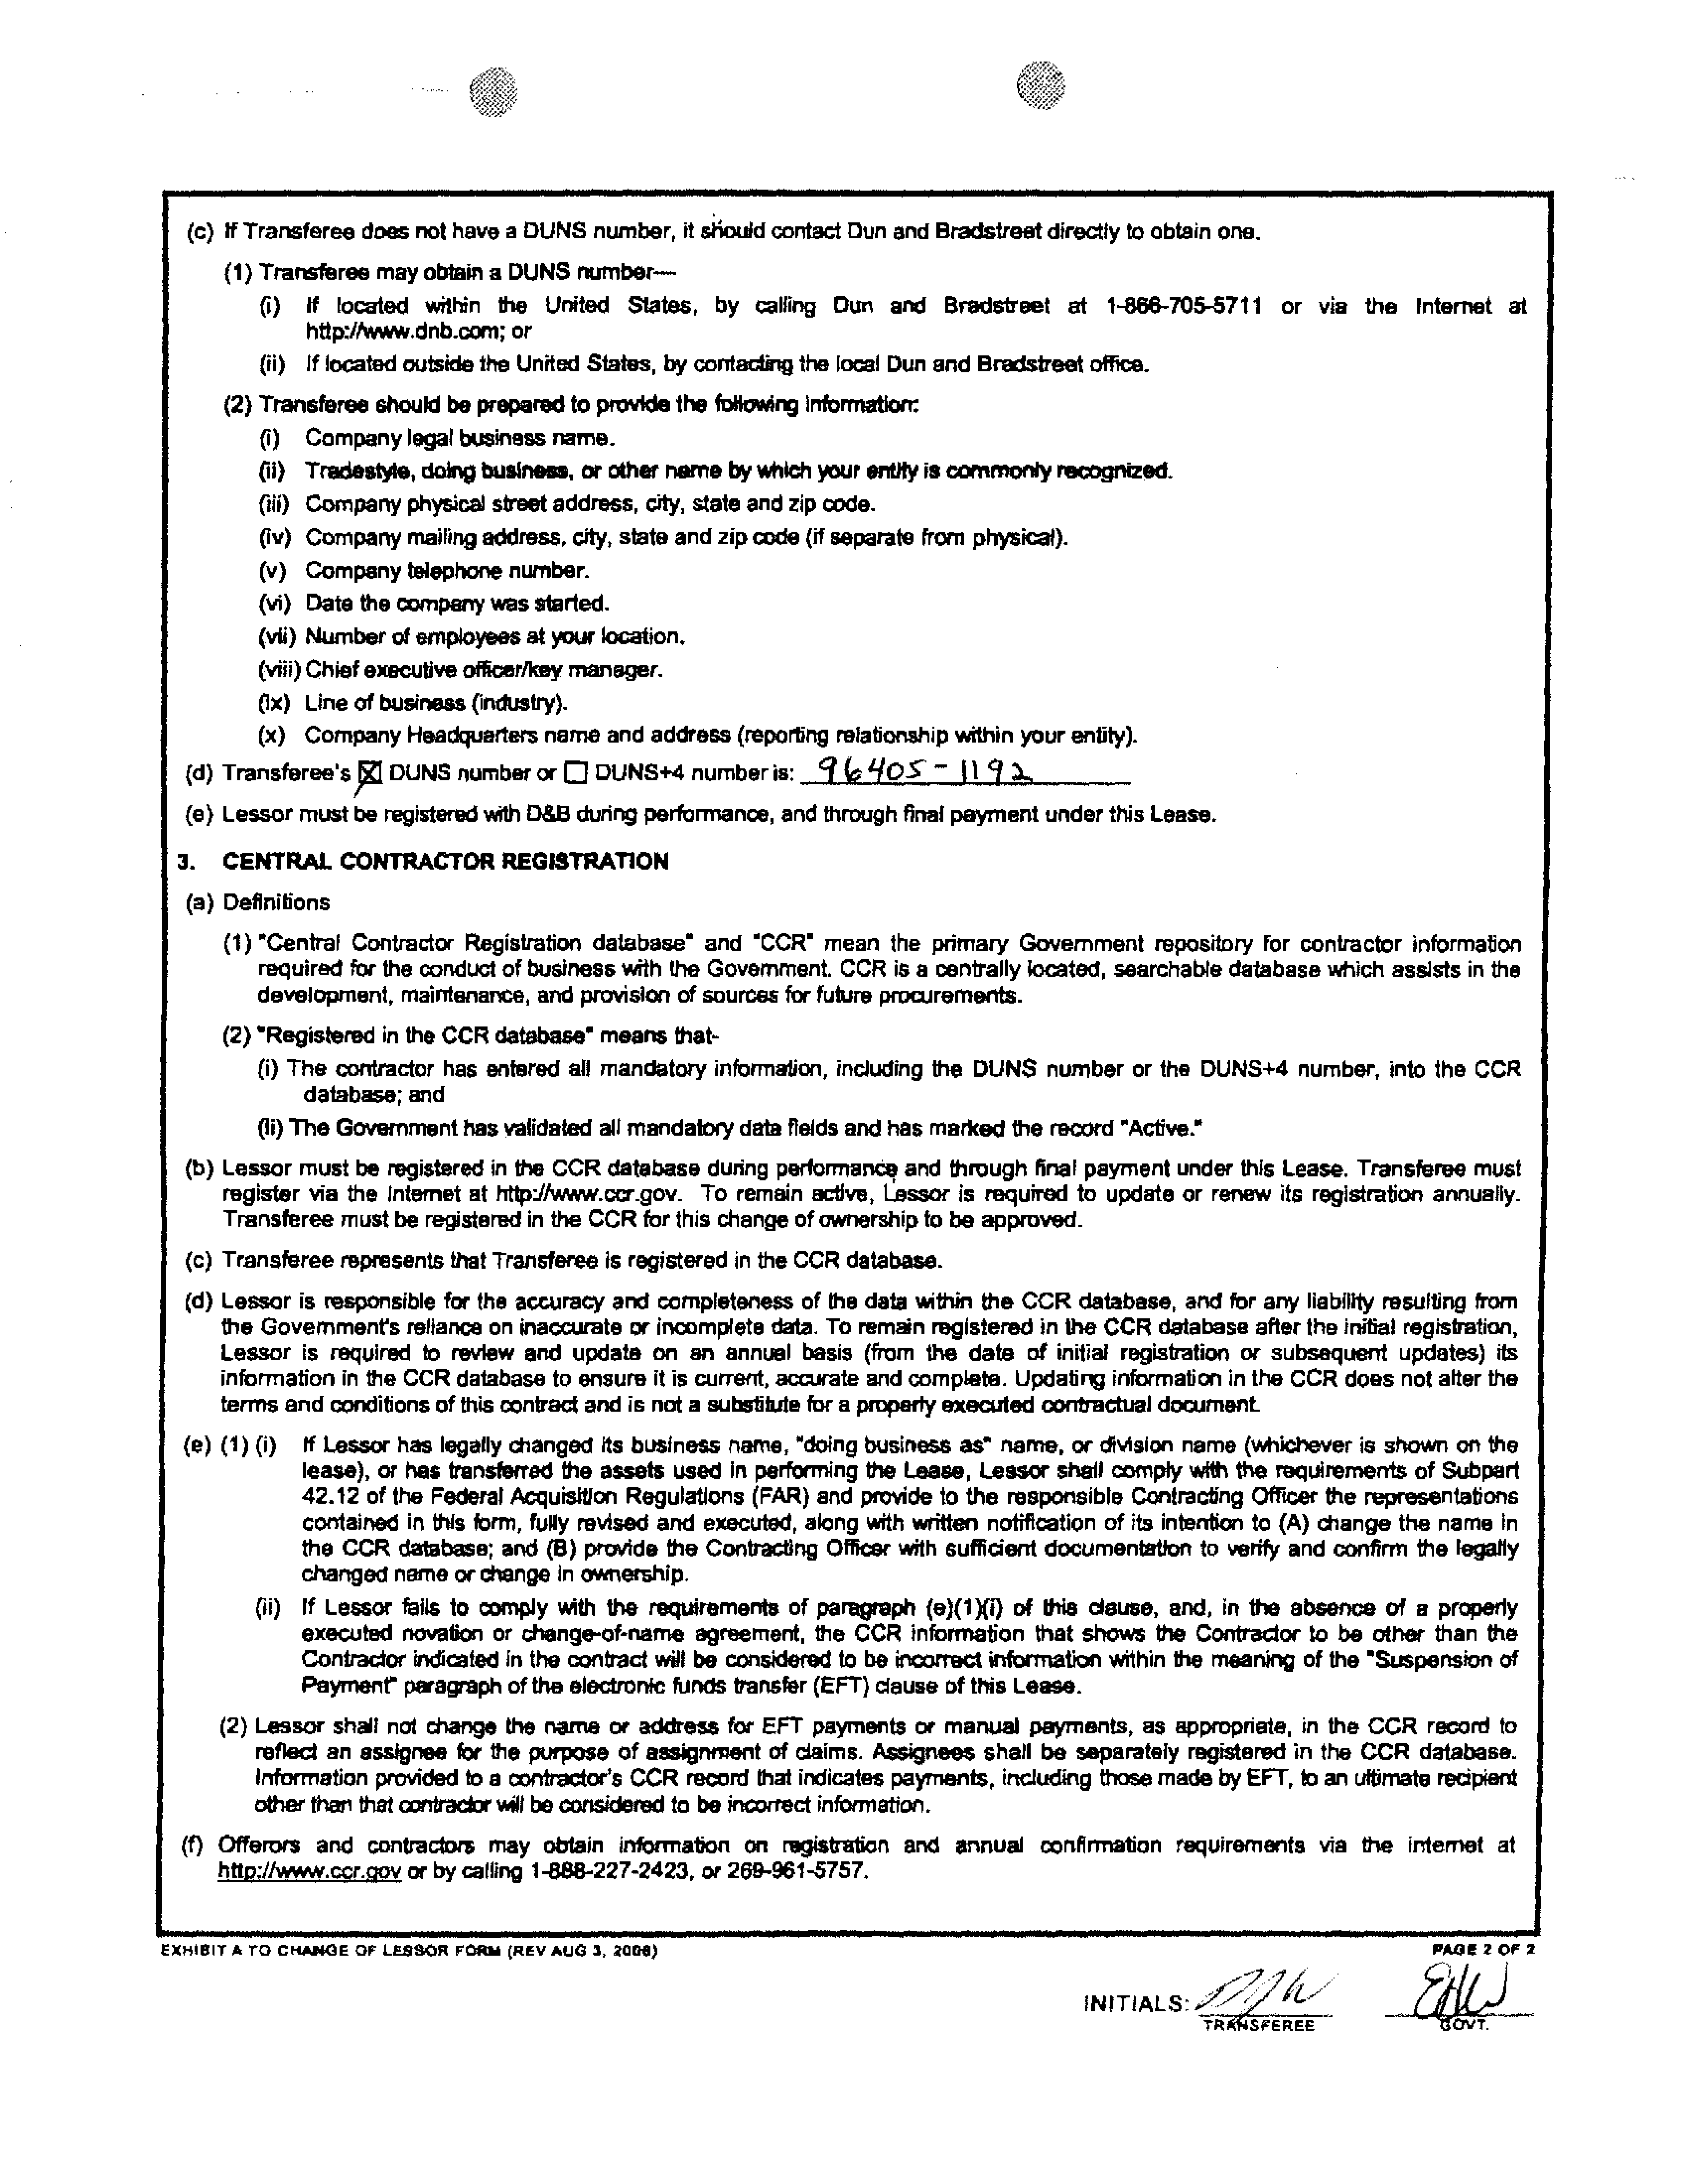 (c) If Transferee does not have a DUNS number, it should contact Dun and Bradstreet directly to obtain one.
(1) Transferee may obtain a DUNS number—
(i) If located within the United States, by calling Dun and Bradstreet at 1-866-705-5711 or via the Internet at
http://www.dnb.com; or
(ii) If located outside the United States, by contacting the local Dun and Bradstreet office.
(2) Transferee should be prepared to provide the following information:
(i) Company legal business name.
(ii) Tradestyle, doing business, or other name by which your entity is commonly recognized.
(iii) Company physical street address, city, state and zip code.
(iv) Company mailing address, city, state and zip code (if separate from physical).
(v) Company telephone number.
(vi) Date the company was started.
(vii) Number of employees at your location.
(viii) Chief executive officer/key manager.
(ix) Line of business (industry).
(x) Company Headquarters name and address (reporting relationship within your entity).
(d) Transferee's ☒ DUNS number or ☐ DUNS+4 number is: 96405-1192
(e) Lessor must be registered with D&B during performance, and through final payment under this Lease.
3. CENTRAL CONTRACTOR REGISTRATION
(a) Definitions
(1) "Central Contractor Registration database" and "CCR" mean the primary Government repository for contractor information
required for the conduct of business with the Government. CCR is a centrally located, searchable database which assists in the
development, maintenance, and provision of sources for future procurements.
(2) "Registered in the CCR database" means that-
(i) The contractor has entered all mandatory information, including the DUNS number or the DUNS+4 number, into the CCR
database; and
(ii) The Government has validated all mandatory data fields and has marked the record "Active."
(b) Lessor must be registered in the CCR database during performance and through final payment under this Lease. Transferee must
register via the Internet at http://www.ccr.gov. To remain active, Lessor is required to update or renew its registration annually.
Transferee must be registered in the CCR for this change of ownership to be approved.
(c) Transferee represents that Transferee is registered in the CCR database.
(d) Lessor is responsible for the accuracy and completeness of the data within the CCR database, and for any liability resulting from
the Government's reliance on inaccurate or incomplete data. To remain registered in the CCR database after the initial registration,
Lessor is required to review and update on an annual basis (from the date of initial registration or subsequent updates) its
information in the CCR database to ensure it is current, accurate and complete. Updating information in the CCR does not alter the
terms and conditions of this contract and is not a substitute for a properly executed contractual document.
(e) (1) (i) If Lessor has legally changed its business name, "doing business as" name, or division name (whichever is shown on the
lease), or has transferred the assets used in performing the Lease, Lessor shall comply with the requirements of Subpart
42.12 of the Federal Acquisition Regulations (FAR) and provide to the responsible Contracting Officer the representations
contained in this form, fully revised and executed, along with written notification of its intention to (A) change the name in
the CCR database; and (B) provide the Contracting Officer with sufficient documentation to verify and confirm the legally
changed name or change in ownership.
(ii) If Lessor fails to comply with the requirements of paragraph (e)(1)(i) of this clause, and, in the absence of a properly
executed novation or change-of-name agreement, the CCR information that shows the Contractor to be other than the
Contractor indicated in the contract will be considered to be incorrect information within the meaning of the "Suspension of
Payment" paragraph of the electronic funds transfer (EFT) clause of this Lease.
(2) Lessor shall not change the name or address for EFT payments or manual payments, as appropriate, in the CCR record to
reflect an assignee for the purpose of assignment of claims. Assignees shall be separately registered in the CCR database.
Information provided to a contractor's CCR record that indicates payments, including those made by EFT, to an ultimate recipient
other than that contractor will be considered to be incorrect information.
(f) Offerors and contractors may obtain information on registration and annual confirmation requirements via the internet at
http://www.ccr.gov or by calling 1-888-227-2423, or 269-961-5757.
EXHIBIT A TO CHANGE OF LESSOR FORM (REV AUG 3, 2006)
PAGE 2 OF 2
INITIALS:
TRANSFEREE
GOVT.